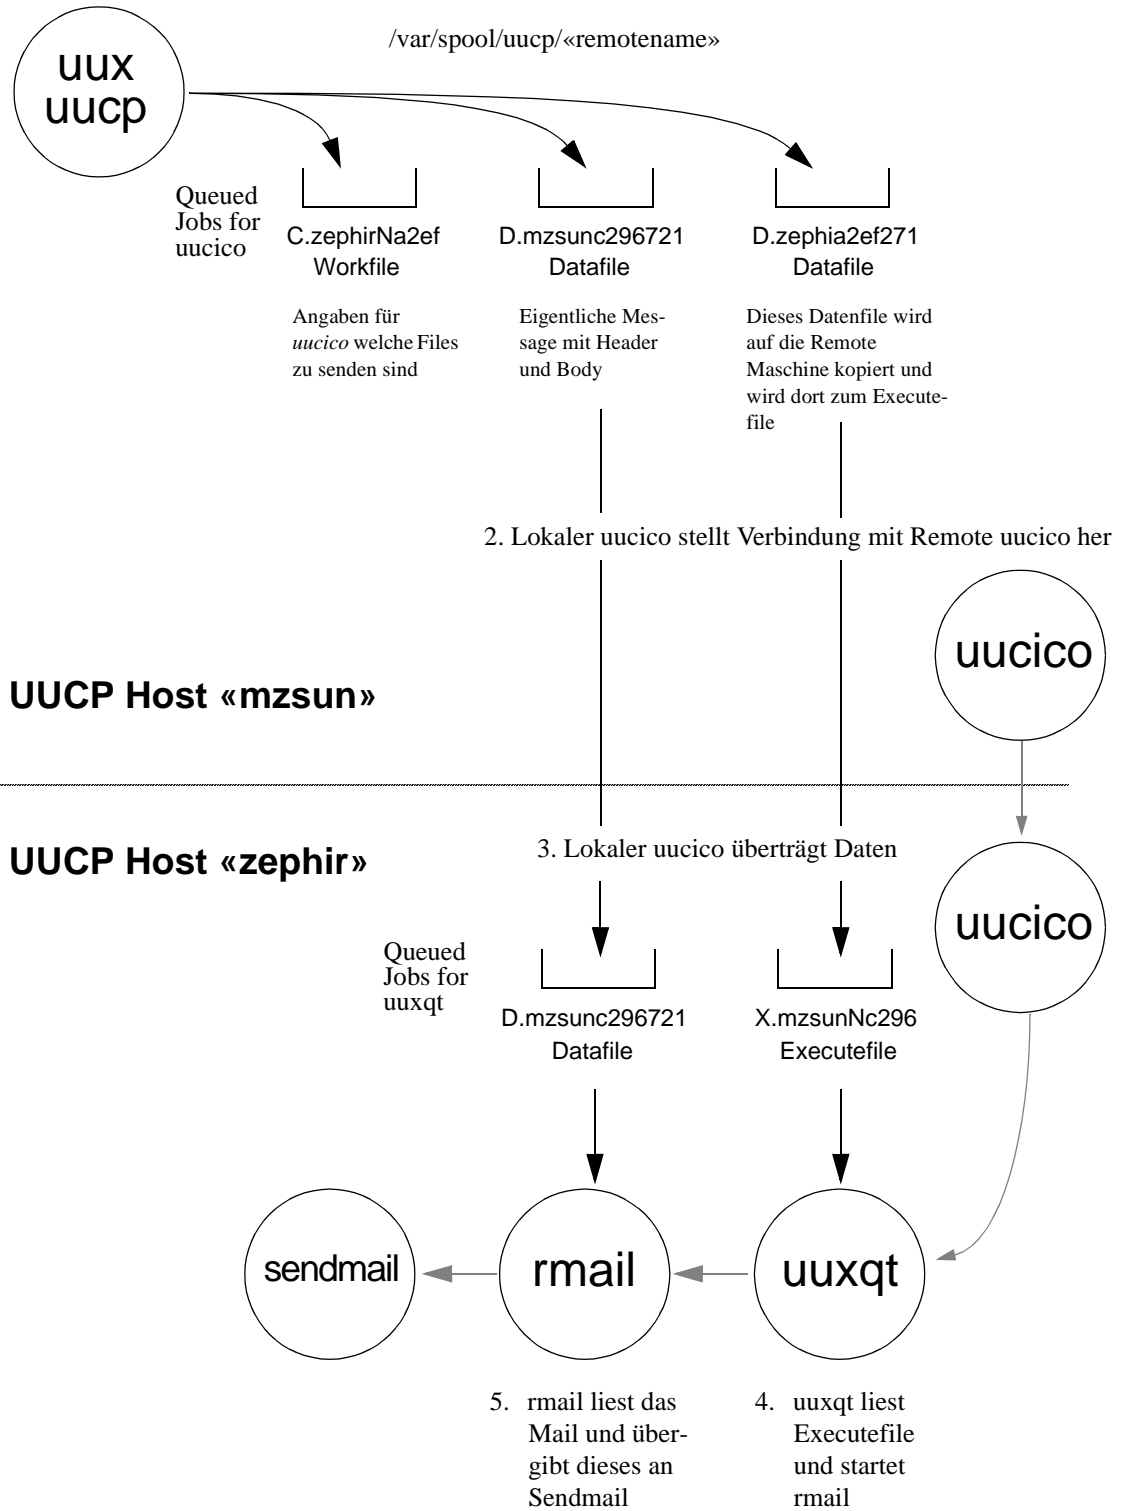 /var/spool/uucp/«remotename»
uux
uucp
Queued
Jobs for
uucico
C.zephirNa2ef
Workfile
D.mzsunc296721
Datafile
D.zephia2ef271
Datafile
Angaben für
uucico welche Files
zu senden sind
Eigentliche Mes-
sage mit Header
und Body
Dieses Datenfile wird
auf die Remote
Maschine kopiert und
wird dort zum Execute-
file
2. Lokaler uucico stellt Verbindung mit Remote uucico her
uucico
UUCP Host «mzsun»
UUCP Host «zephir»
3. Lokaler uucico überträgt Daten
uucico
Queued
Jobs for
uuxqt
D.mzsunc296721
Datafile
X.mzsunNc296
Executefile
sendmail
rmail
uuxqt
5. rmail liest das
Mail und über-
gibt dieses an
Sendmail
4. uuxqt liest
Executefile
und startet
rmail